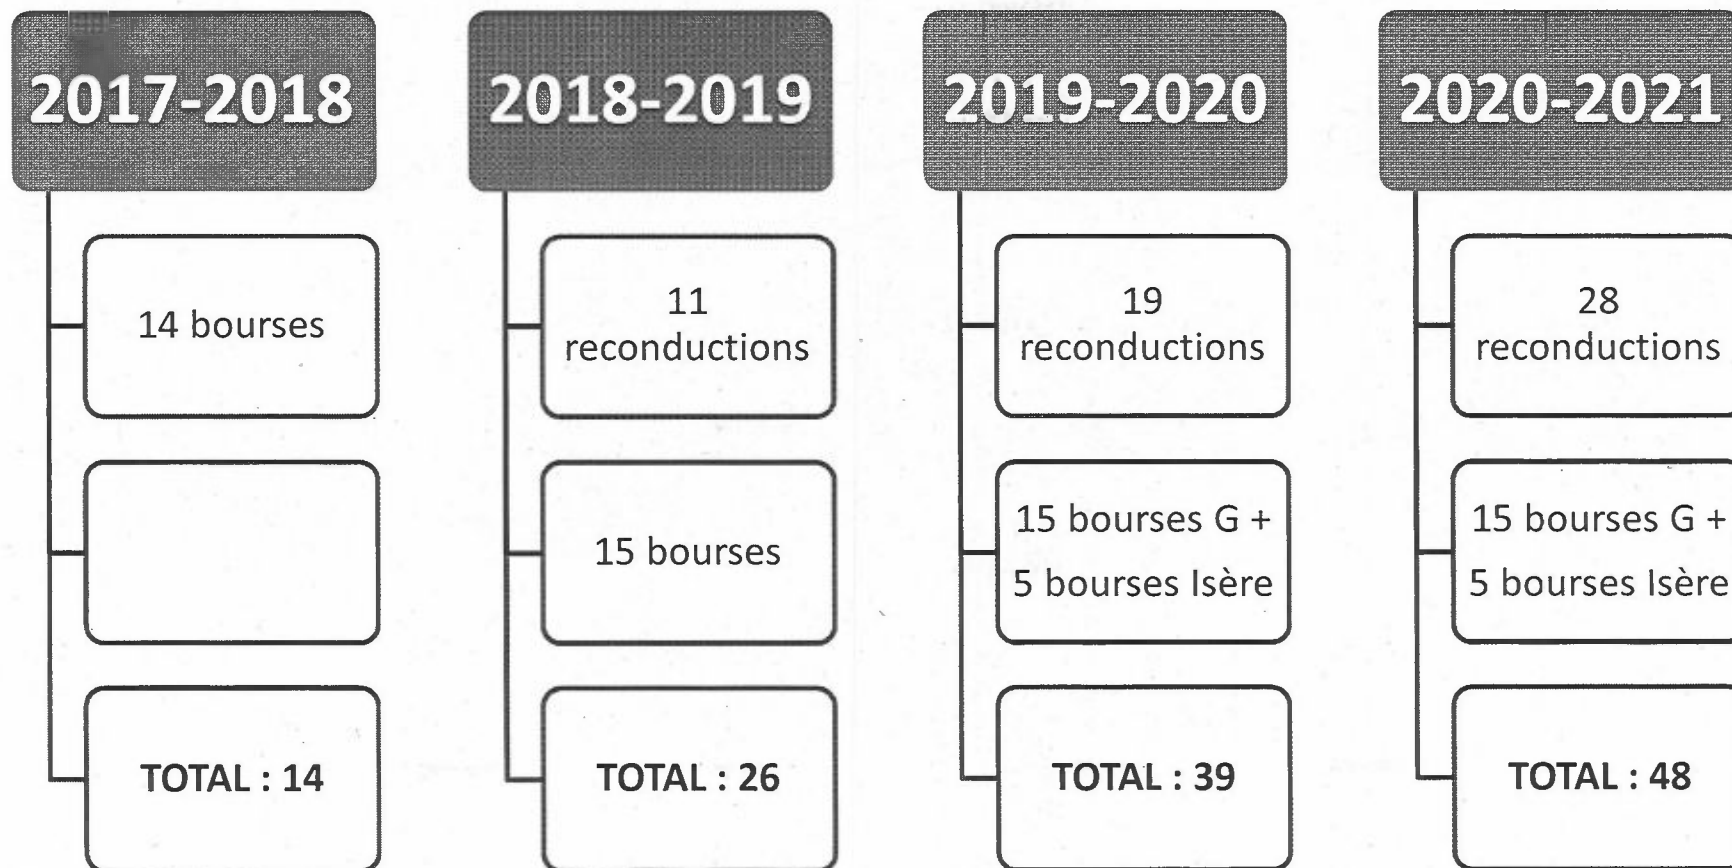 2017-2018
14 bourses
TOTAL : 14
2018-2019
11
reconductions
15 bourses
TOTAL : 26
2019-2020
19
reconductions
15 bourses G +
5 bourses Isère
TOTAL : 39
2020-2021
28
reconductions
15 bourses G +
5 bourses Isère
TOTAL : 48